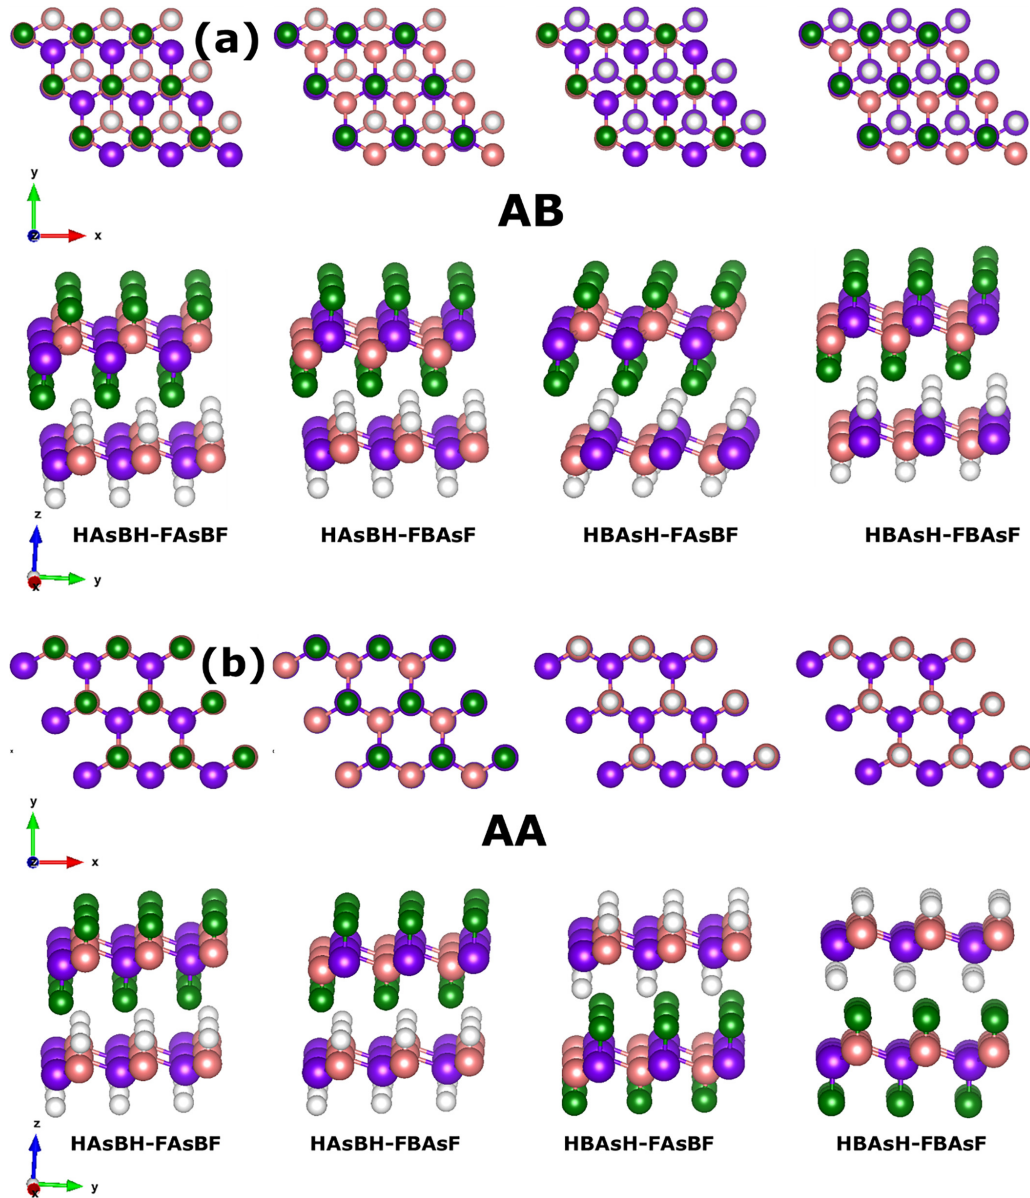 (a)
y
z
x
AB
HAsBH-FAsBF
HAsBH-FBAsF
HBAsH-FAsBF
HBAsH-FBAsF
z
y
x
(b)
y
z
x
AA
HAsBH-FAsBF
HAsBH-FBAsF
HBAsH-FAsBF
HBAsH-FBAsF
z
y
x